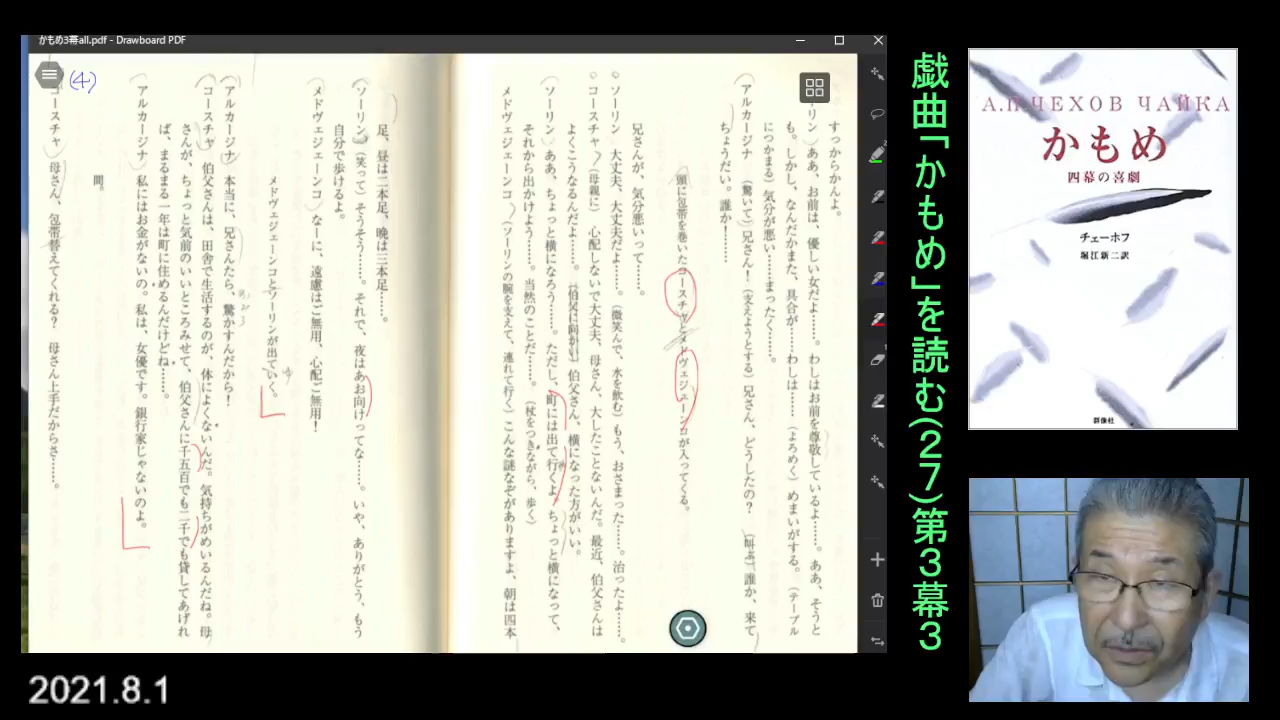 かもめ3幕all.pdf - Drawboard PDF
(4)
すっからかんよ。
リン ああ、お前は、優しい女だよ……。わしはお前を尊敬しているよ……。ああ、そうと
も。しかし、なんだかまた、具合が……わしは……（よろめく）めまいがする。（テーブル
につかまる）気分が悪い……まったく……。
アルカージナ （驚いて）兄さん！（支えようとする）兄さん、どうしたの？ （叫ぶ）誰か、来て
ちょうだい。誰か！……
頭に包帯を巻いたコースチャとメドヴェジェーンコが入ってくる。
兄さんが、気分悪いって……。
ソーリン 大丈夫、大丈夫だよ……。（微笑んで、水を飲む）もう、おさまった……。治ったよ……。
コースチャ （母親に）心配しないで大丈夫、母さん、大したことないんだ。最近、伯父さんは
よくこうなるんだよ……。（伯父に向かい）伯父さん、横になった方がいい。
ソーリン ああ、ちょっと横になろう……。ただし、町には出て行くよ。ちょっと横になって、
それから出かけよう……。当然のことだ……。（杖をつきながら、歩く）
メドヴェジェーンコ （ソーリンの腕を支えて、連れて行く）こんな謎なぞがありますよ、朝は四本
足、昼は二本足、晩は三本足……。
ソーリン （笑って）そうそう……。それで、夜はあお向けってな……。いや、ありがとう、もう
自分で歩けるよ。
メドヴェジェーンコ なーに、遠慮はご無用、心配ご無用！
メドヴェジェーンコとソーリンが出ていく。
アルカージナ 本当に、兄さんたら、驚かすんだから！
コースチャ 伯父さんは、田舎で生活するのが、体によくないんだ。気持ちがめいるんだね。母
さんが、ちょっと気前のいいところみせて、伯父さんに千五百でも二千でも貸してあげれ
ば、まるまる一年は町に住めるんだけどね……。
アルカージナ 私にはお金がないの。私は、女優です。銀行家じゃないのよ。
間。
コースチャ 母さん、包帯替えてくれる？ 母さん上手だからさ……。
戯曲「かもめ」を読む(27)第3幕3
А.П.ЧЕХОВ ЧАЙКА
かもめ
四幕の喜劇
チェーホフ
堀江新二訳
群像社
2021.8.1